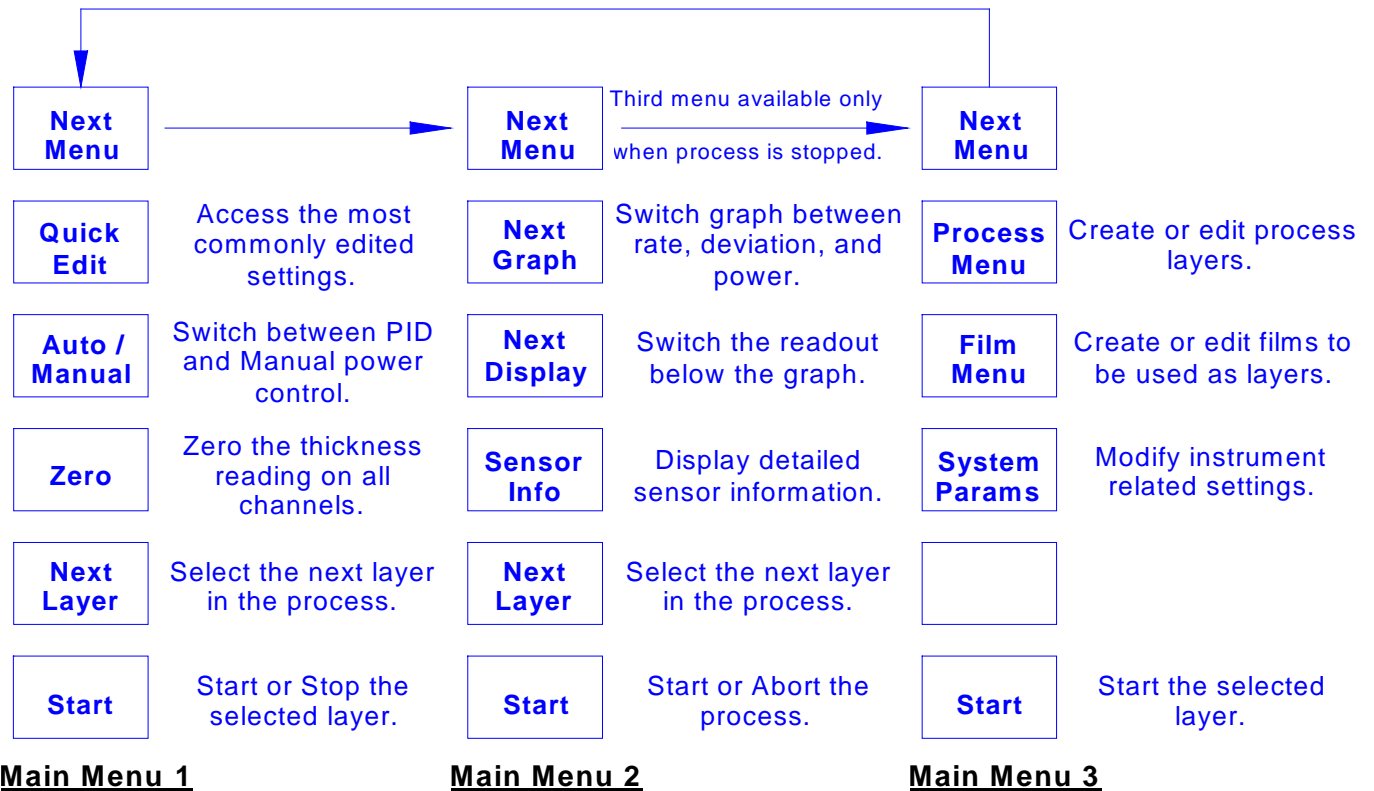 Next
Menu
Next
Menu
Third menu available only
when process is stopped.
Next
Menu
Quick
Edit
Access the most
commonly edited
settings.
Next
Graph
Switch graph between
rate, deviation, and
power.
Process
Menu
Create or edit process
layers.
Auto /
Manual
Switch between PID
and Manual power
control.
Next
Display
Switch the readout
below the graph.
Film
Menu
Create or edit films to
be used as layers.
Zero
Zero the thickness
reading on all
channels.
Sensor
Info
Display detailed
sensor information.
System
Params
Modify instrument
related settings.
Next
Layer
Select the next layer
in the process.
Next
Layer
Select the next layer
in the process.
Start
Start or Stop the
selected layer.
Start
Start or Abort the
process.
Start
Start the selected
layer.
Main Menu 1
Main Menu 2
Main Menu 3